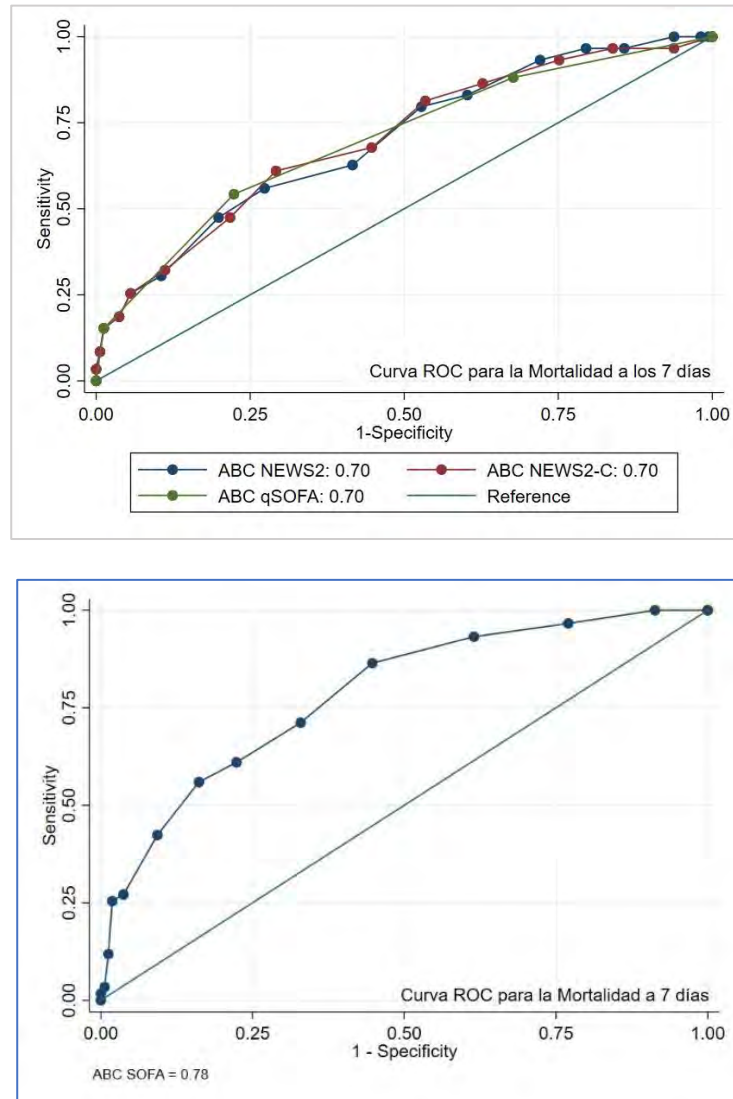 1.00
0.75
0.50
0.25
0.00
Sensitivity
Curva ROC para la Mortalidad a los 7 días
0.00 0.25 0.50 0.75 1.00
1-Specificity
ABC NEWS2: 0.70 ABC NEWS2-C: 0.70
ABC qSOFA: 0.70 Reference
1.00
0.75
0.50
0.25
0.00
Sensitivity
Curva ROC para la Mortalidad a 7 días
0.00 0.25 0.50 0.75 1.00
1 - Specificity
ABC SOFA = 0.78